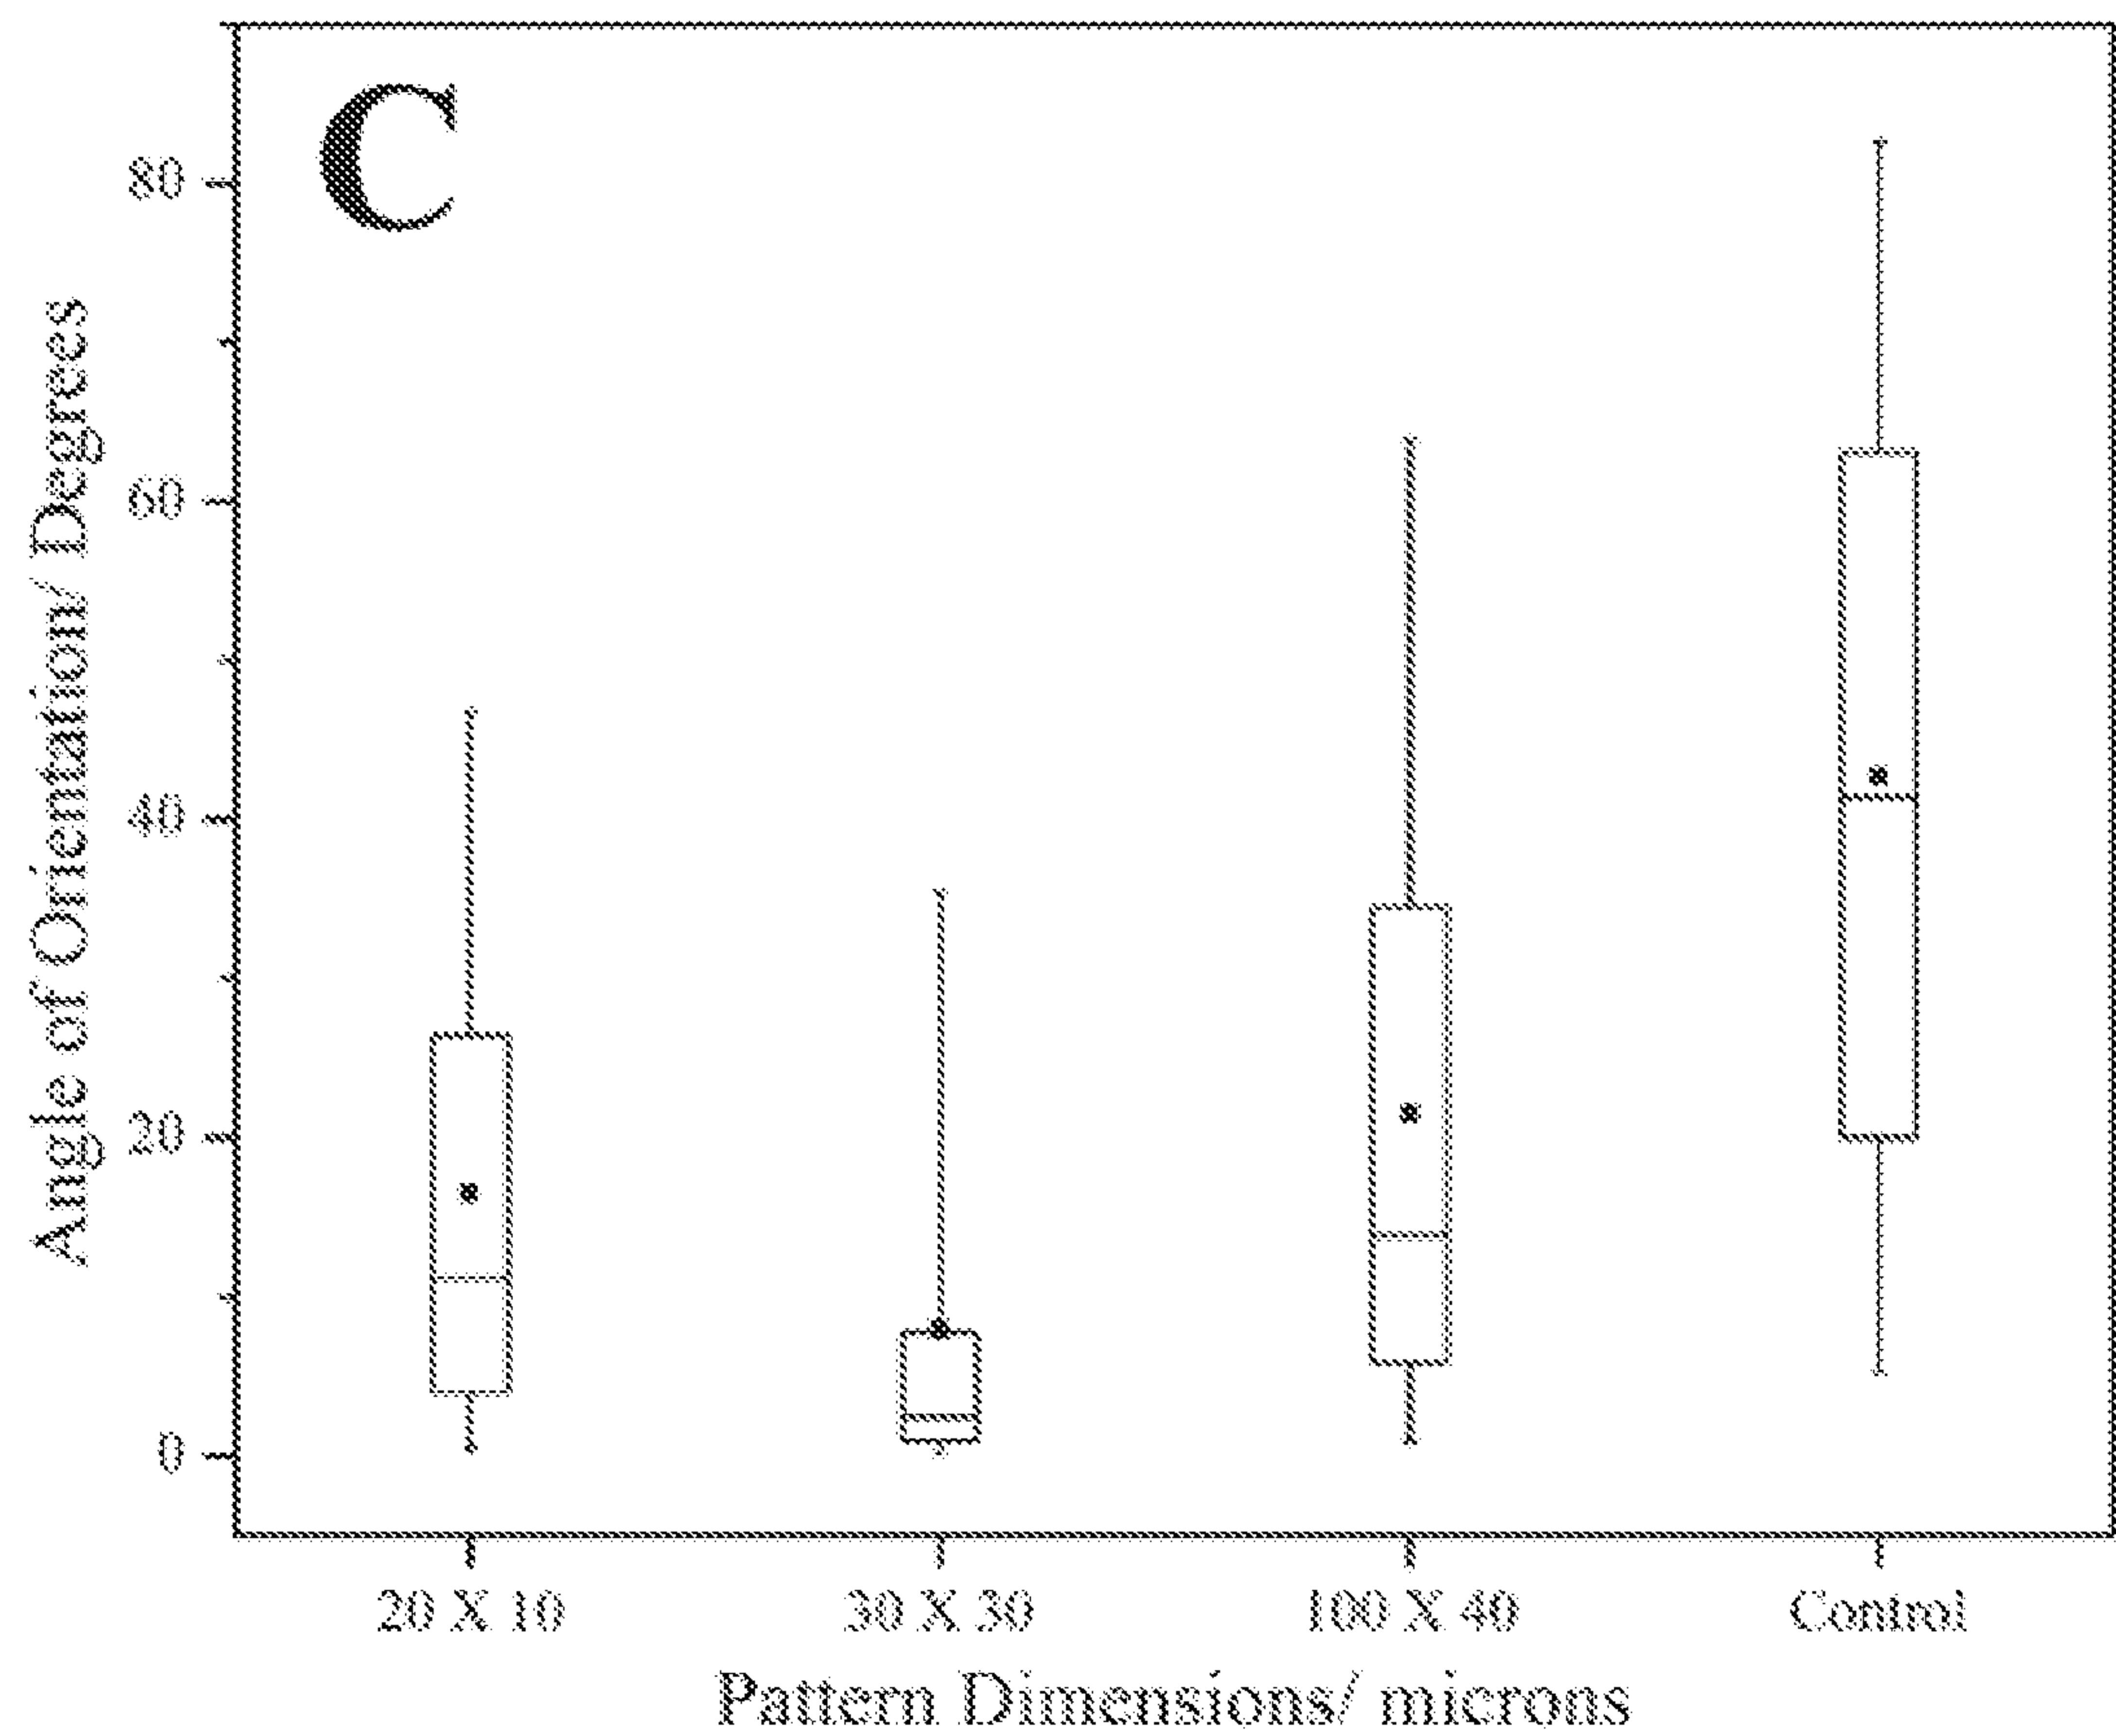 C
Angle of Orientation/ Degrees
80
60
40
20
0
20 X 10
30 X 30
100 X 40
Control
Pattern Dimensions/ microns